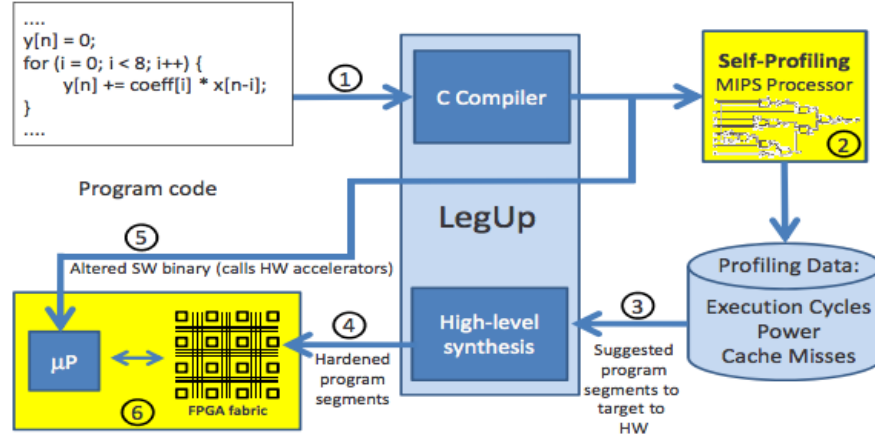 ....
y[n] = 0;
for (i = 0; i < 8; i++) {
y[n] += coeff[i] * x[n-i];
}
....
Program code
1
C Compiler
LegUp
High-level
synthesis
Self-Profiling
MIPS Processor
2
Profiling Data:
Execution Cycles
Power
Cache Misses
3
Suggested
program
segments to
target to
HW
4
Hardened
program
segments
5
Altered SW binary (calls HW accelerators)
μP
FPGA fabric
6